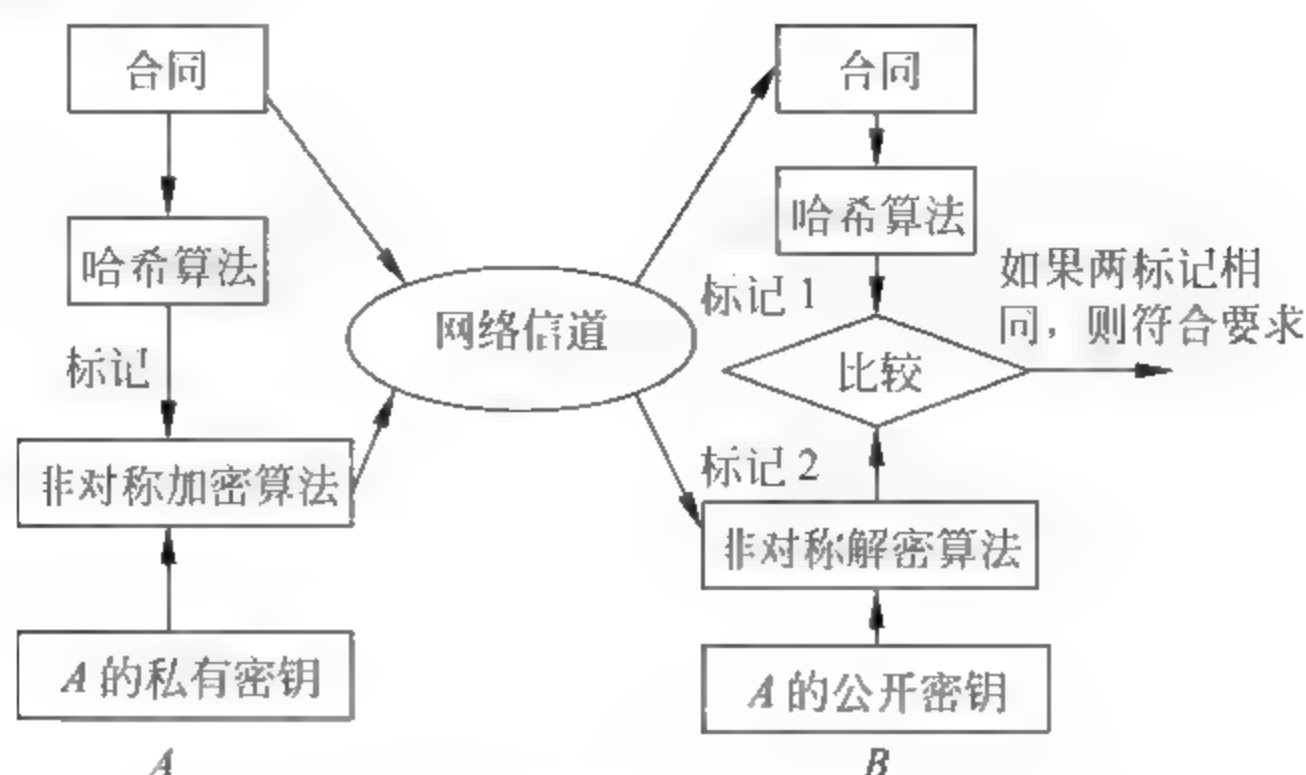 合同
哈希算法
标记
非对称加密算法
A的私有密钥
A
网络信道
合同
哈希算法
标记1
比较
如果两标记相
同，则符合要求
标记2
非对称解密算法
A的公开密钥
B